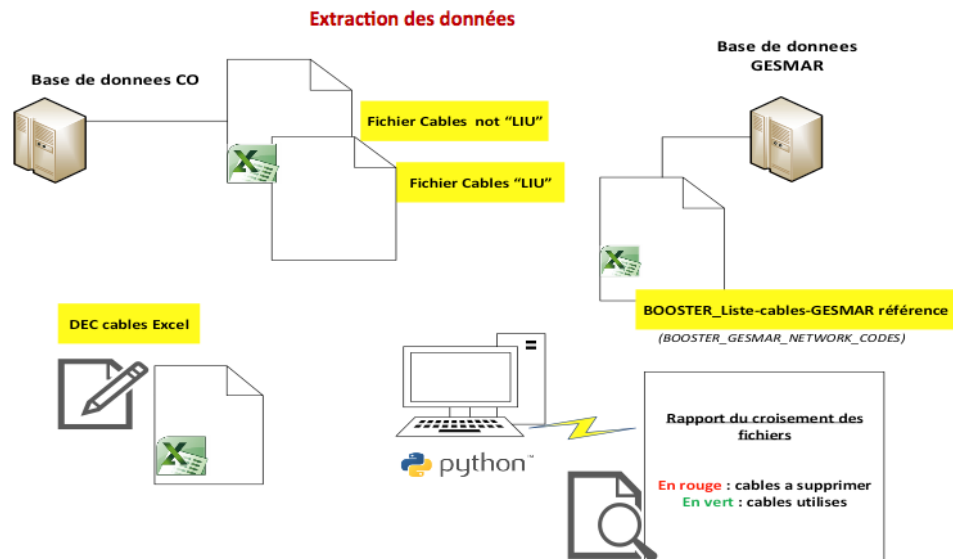 Extraction des données
Base de donnees CO
Fichier Cables not “LIU”
Fichier Cables “LIU”
Base de donnees
GESMAR
BOOSTER_Liste-cables-GESMAR référence
(BOOSTER_GESMAR_NETWORK_CODES)
DEC cables Excel
python™
Rapport du croisement des
fichiers
En rouge : cables a supprimer
En vert : cables utilises